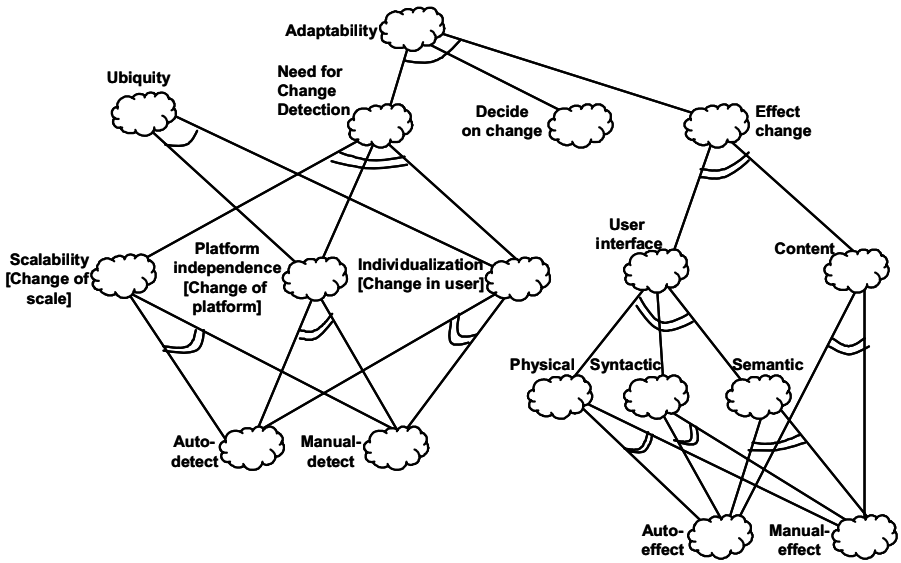 Adaptability
Need for
Change
Detection
Ubiquity
Decide
on change
Effect
change
User
interface
Scalability
[Change of
scale]
Platform
independence
[Change of
platform]
Individualization
[Change in user]
Content
Physical
Syntactic
Semantic
Auto-
detect
Manual-
detect
Auto-
effect
Manual-
effect